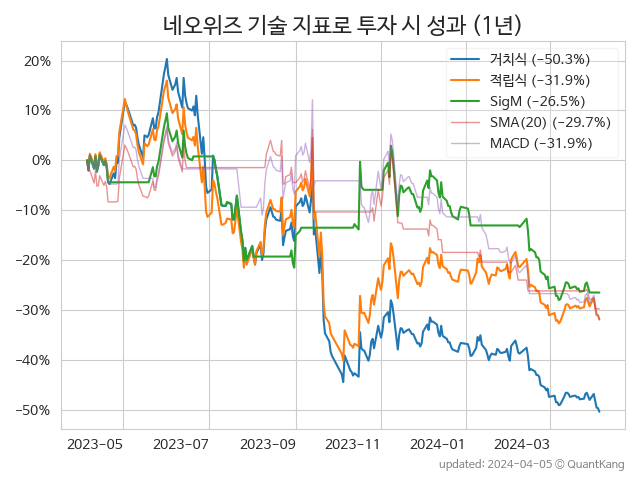 네오위즈 기술 지표로 투자 시 성과 (1년)
거치식 (−50.3%)
적립식 (−31.9%)
SigM (−26.5%)
SMA(20) (−29.7%)
MACD (−31.9%)
20%
10%
0%
−10%
−20%
−30%
−40%
−50%
2023−05 2023−07 2023−09 2023−11 2024−01 2024−03
updated: 2024−04−05 © QuantKang